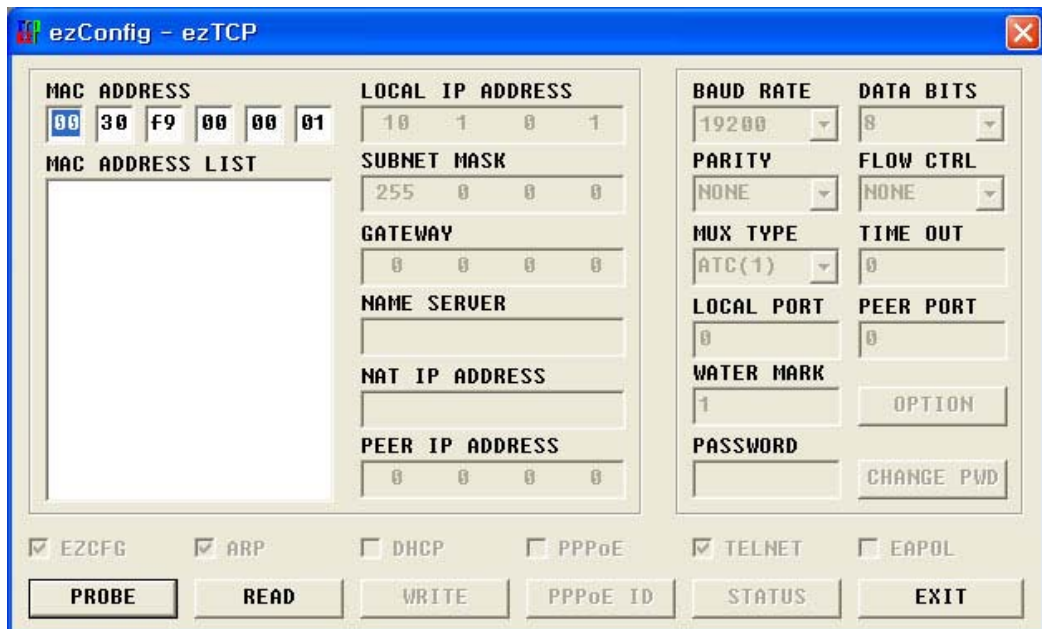 ezConfig - ezTCP
MAC ADDRESS
00 30 f9 00 00 01
MAC ADDRESS LIST
LOCAL IP ADDRESS
10 1 0 1
SUBNET MASK
255 0 0 0
GATEWAY
0 0 0 0
NAME SERVER
NAT IP ADDRESS
PEER IP ADDRESS
0 0 0 0
BAUD RATE DATA BITS
19200 8
PARITY FLOW CTRL
NONE NONE
MUX TYPE TIME OUT
ATC(1) 0
LOCAL PORT PEER PORT
0 0
WATER MARK
1 OPTION
PASSWORD
CHANGE PWD
EZCFG ARP DHCP PPPoE TELNET EAPOL
PROBE READ WRITE PPPoE ID STATUS EXIT